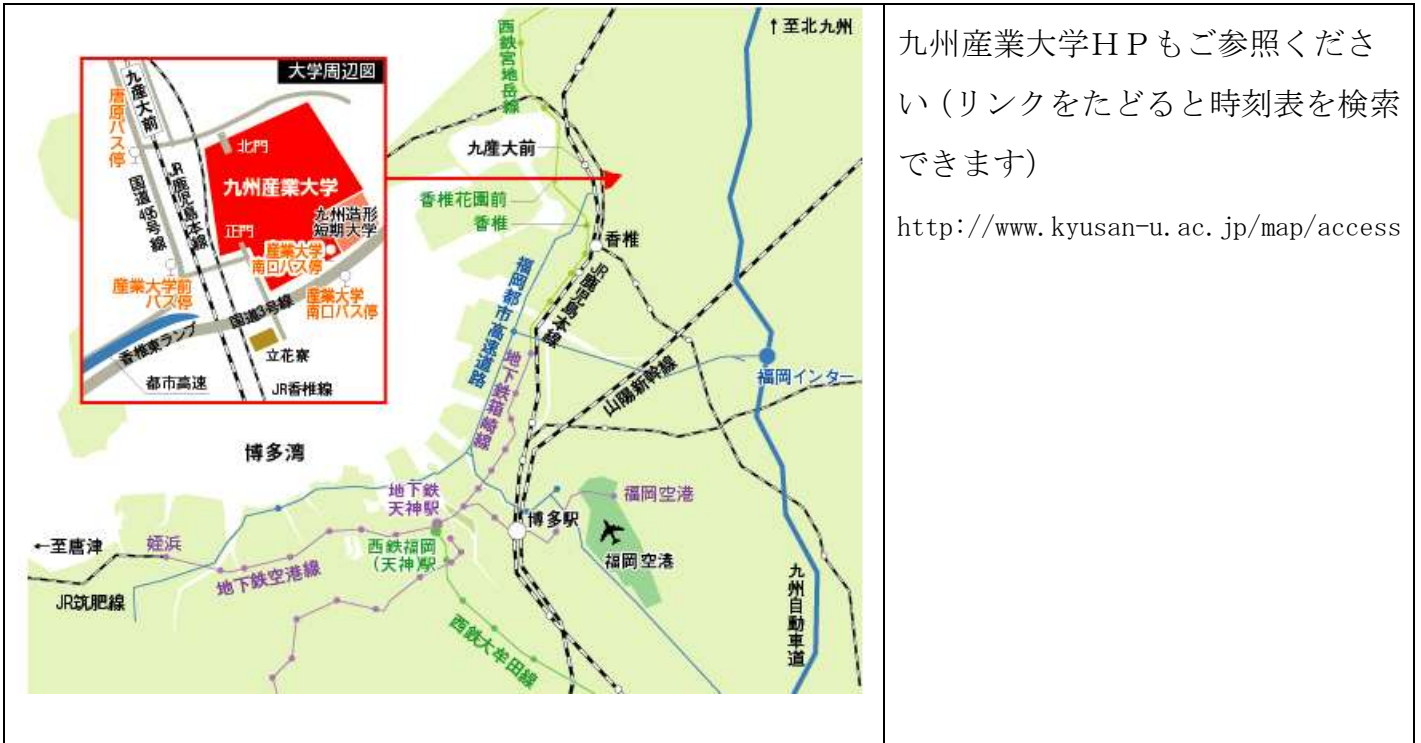 西鉄宮地岳線
↑至北九州
大学周辺図
九産大前
唐原バス停
北門
九州産業大学
JR鹿児島本線
国道495号線
九州造形
短期大学
正門
産業大学
南口バス停
産業大学前
バス停
産業大学
南口バス停
国道3号線
香椎東ランプ
立花寮
都市高速
JR香椎線
九産大前
香椎花園前
香椎
香椎
JR鹿児島本線
福岡都市高速道路
地下鉄箱崎線
山陽新幹線
福岡インター
博多湾
地下鉄
天神駅
福岡空港
博多駅
←至唐津
姪浜
西鉄福岡
(天神)駅
福岡空港
地下鉄空港線
JR筑肥線
西鉄大牟田線
九州自動車道
九州産業大学ＨＰもご参照くださ
い（リンクをたどると時刻表を検索
できます）
http://www.kyusan-u.ac.jp/map/access